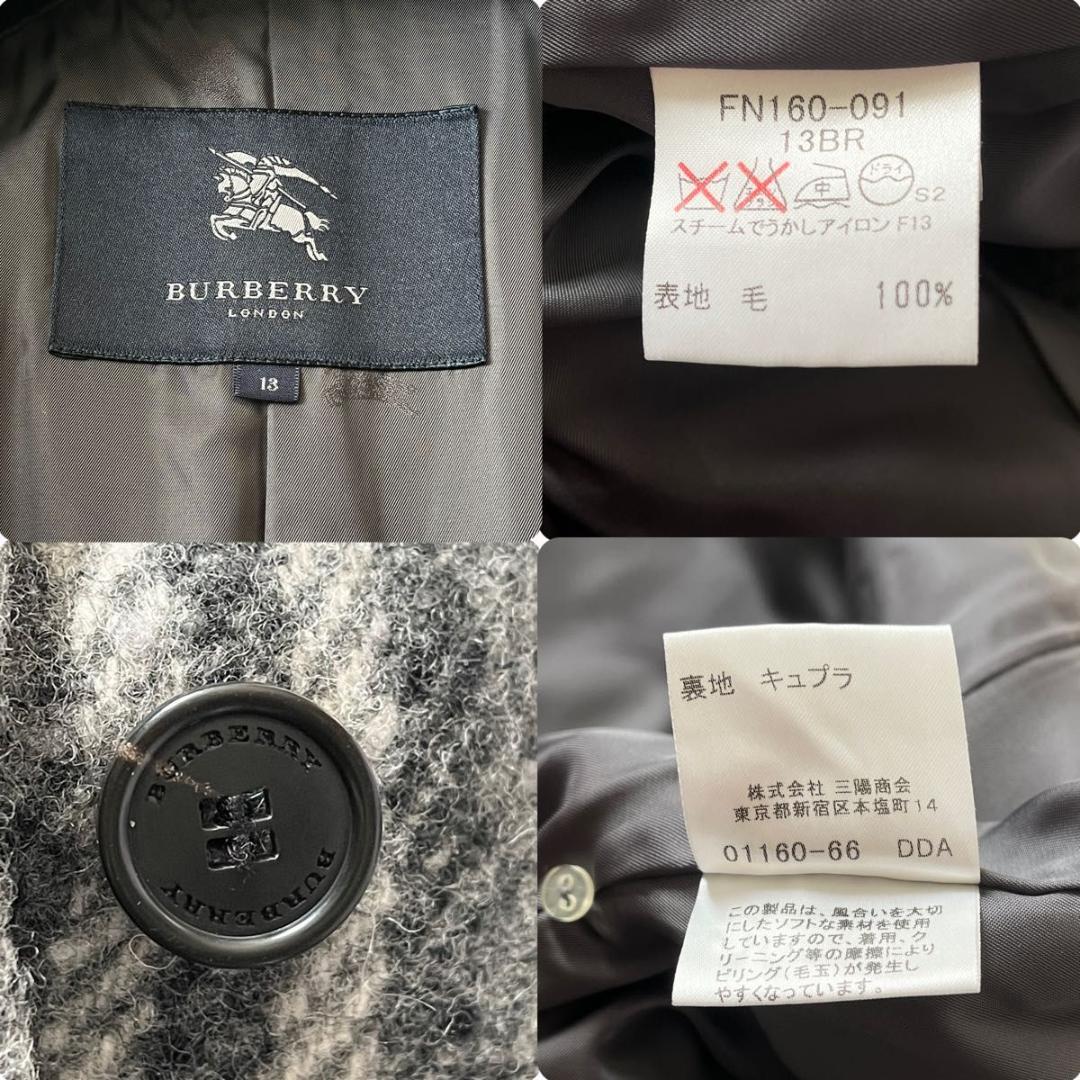 BURBERRY
LONDON
13
FN160-091
13BR
中
ドライ
S2
スチームでうかしアイロン F13
表地 毛 100%
BURBERRY
BURBERRY
裏地 キュプラ
株式会社 三陽商会
東京都新宿区本塩町14
01160-66 DDA
この製品は、風合いを大切
にしたソフトな素材を使用
していますので、着用、ク
リーニング等の摩擦により
ピリング(毛玉)が発生し
やすくなっています。